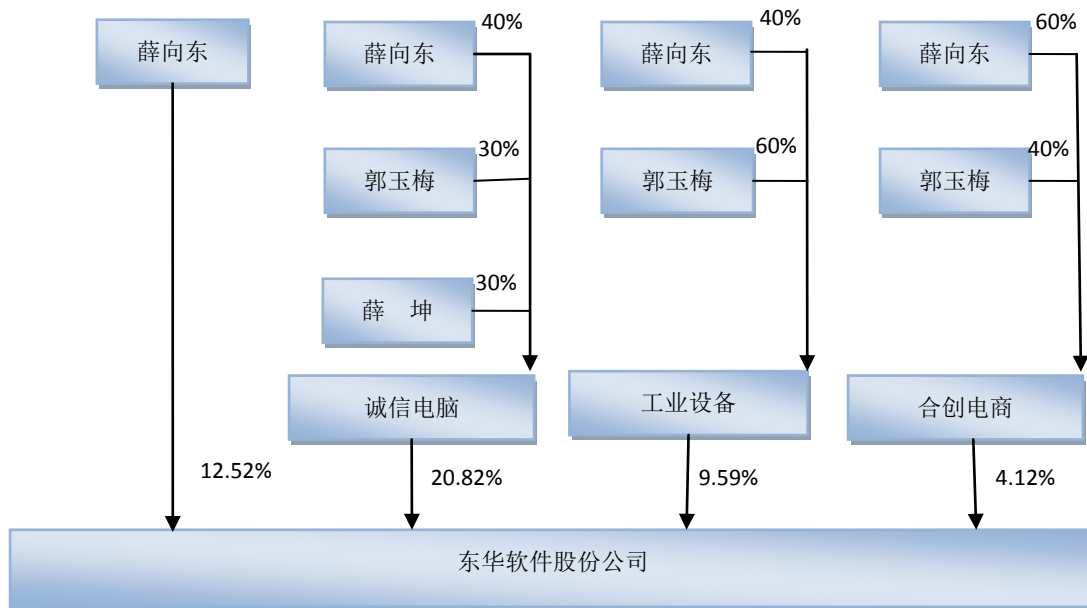 40%
40%
60%
薛向东
薛向东
薛向东
薛向东
30%
60%
40%
郭玉梅
郭玉梅
郭玉梅
30%
薛 坤
诚信电脑
工业设备
合创电商
12.52%
20.82%
9.59%
4.12%
东华软件股份公司